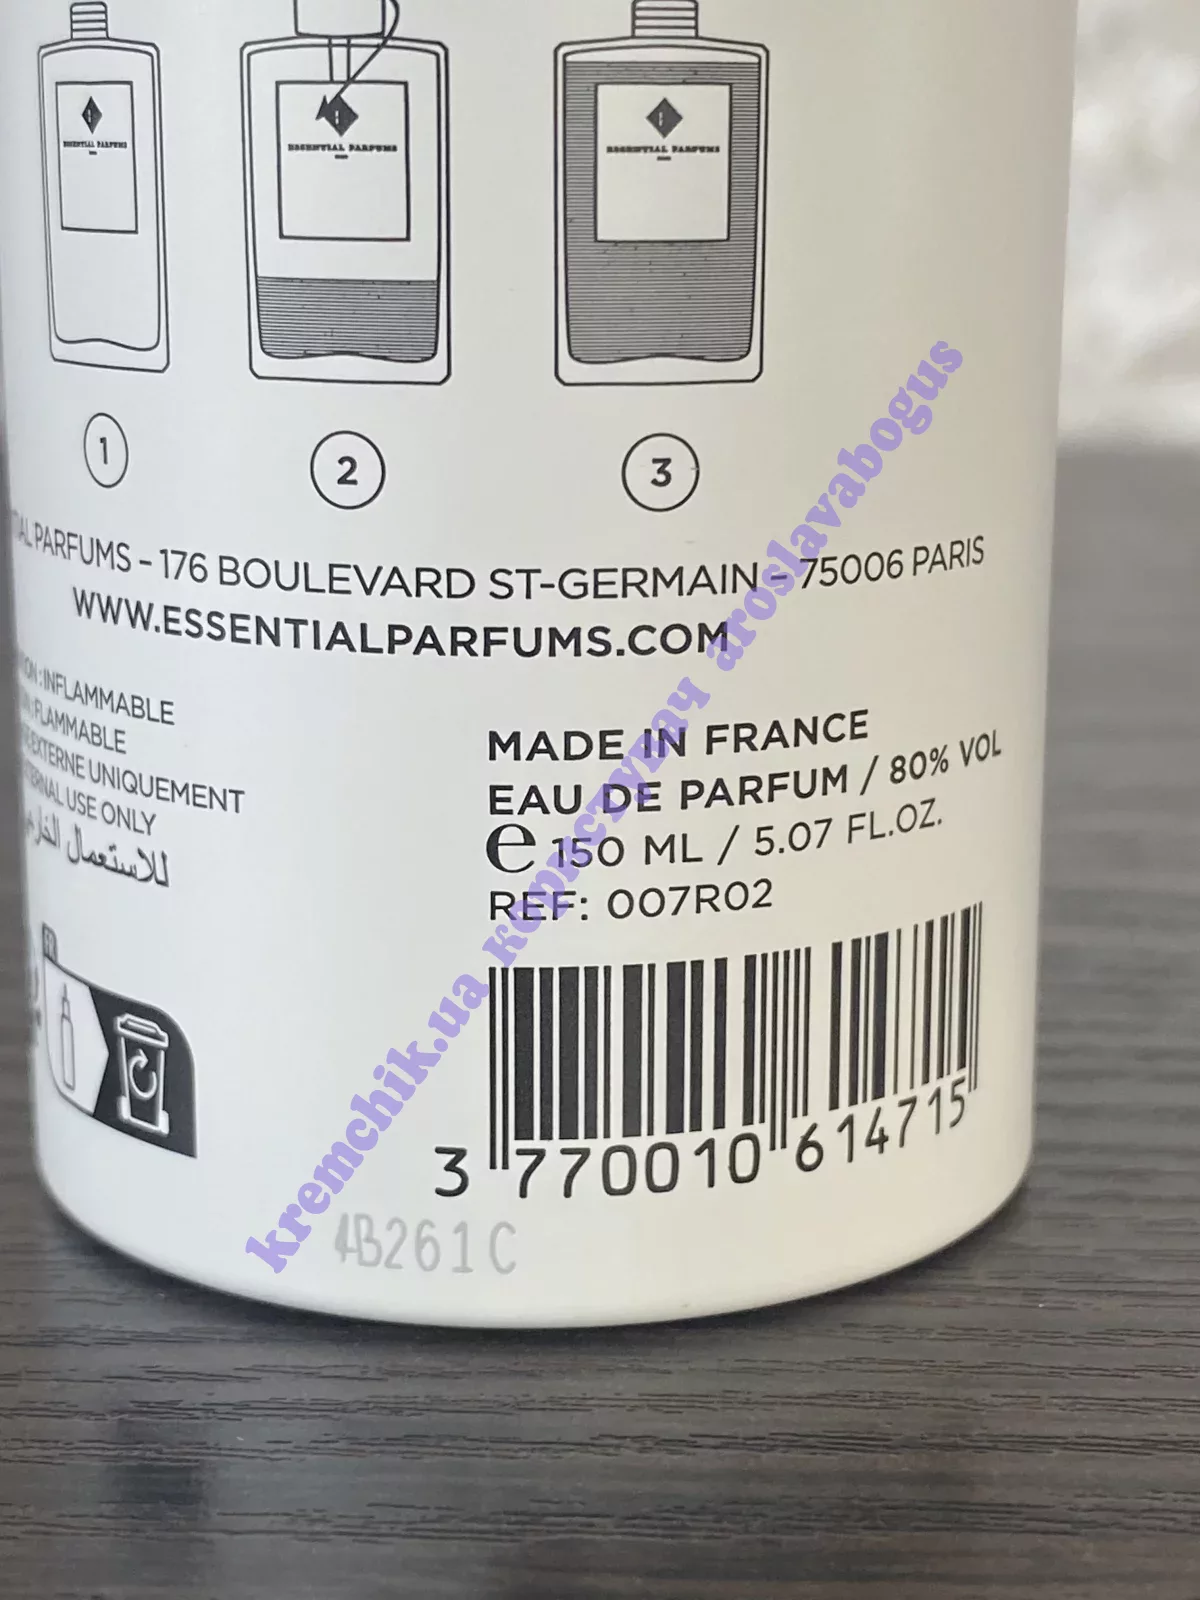 ESSENTIAL PARFUMS
ESSENTIAL PARFUMS
ESSENTIAL PARFUMS
1
2
3
PARFUMS – 176 BOULEVARD ST-GERMAIN – 75006 PARIS
WWW.ESSENTIALPARFUMS.COM
: INFLAMMABLE
: FLAMMABLE
EXTERNE UNIQUEMENT
USE ONLY
للاستعمال
MADE IN FRANCE
EAU DE PARFUM / 80% VOL
e 150 ML / 5.07 FL.OZ.
REF: 007R02
FR
3 770010 614715
4B261C
kremchik.ua користувач aroslavabogus